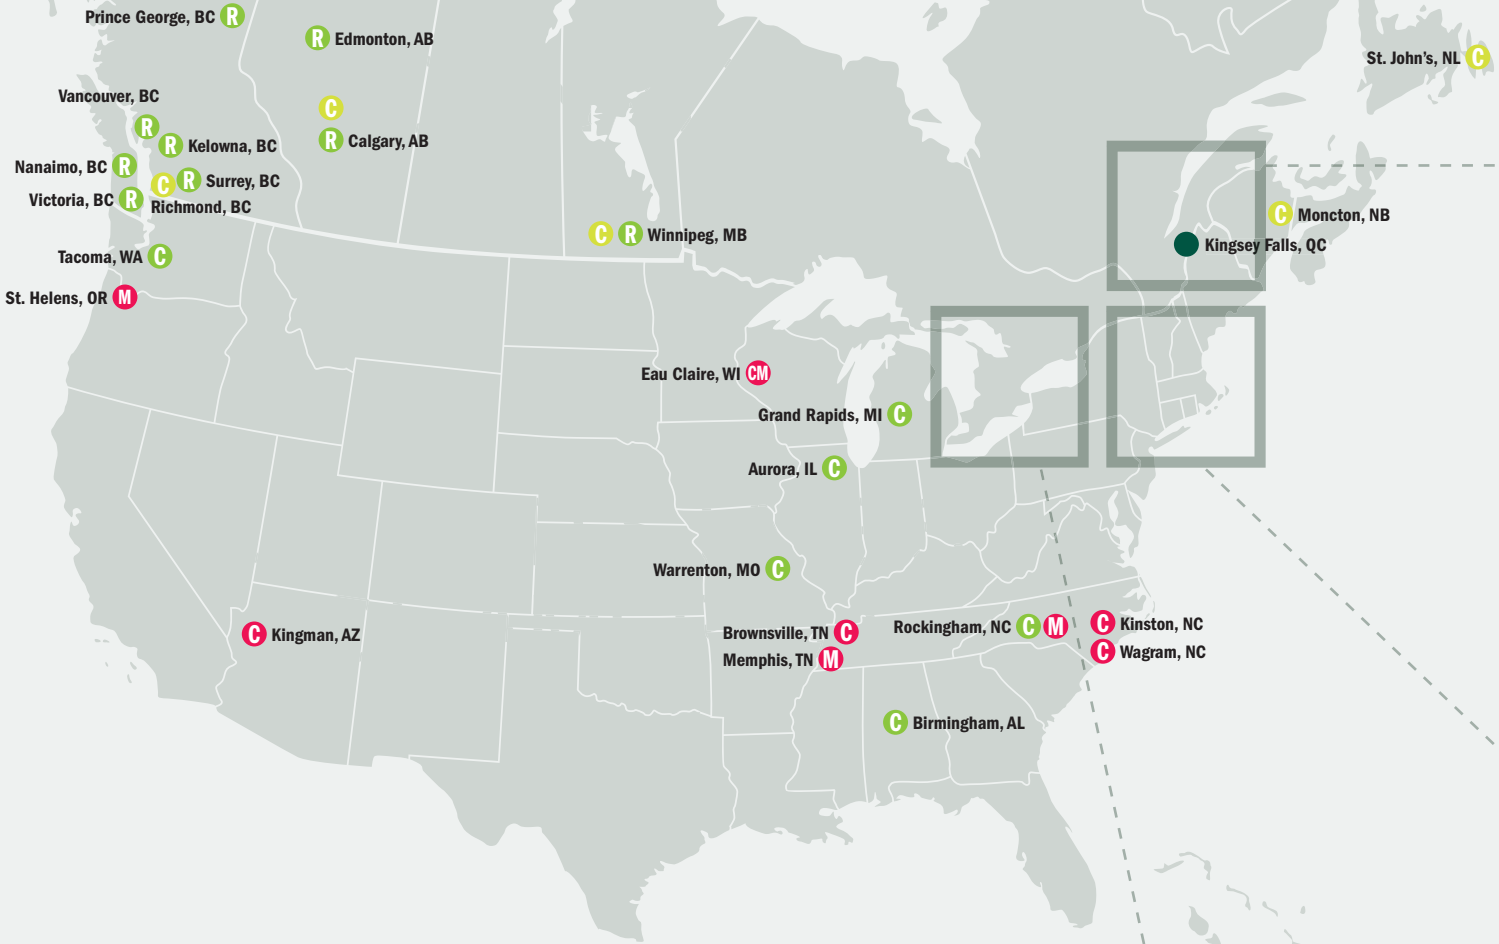 Prince George, BC R
R Edmonton, AB
St. John's, NL C
Vancouver, BC
R
C
R Kelowna, BC
R Calgary, AB
Nanaimo, BC R
C R Surrey, BC
Victoria, BC R
Richmond, BC
C Moncton, NB
C R Winnipeg, MB
Kingsey Falls, QC
Tacoma, WA C
St. Helens, OR M
Eau Claire, WI CM
Grand Rapids, MI C
Aurora, IL C
Warrenton, MO C
C Kingman, AZ
Brownsville, TN C
Rockingham, NC C M
C Kinston, NC
Memphis, TN M
C Wagram, NC
C Birmingham, AL